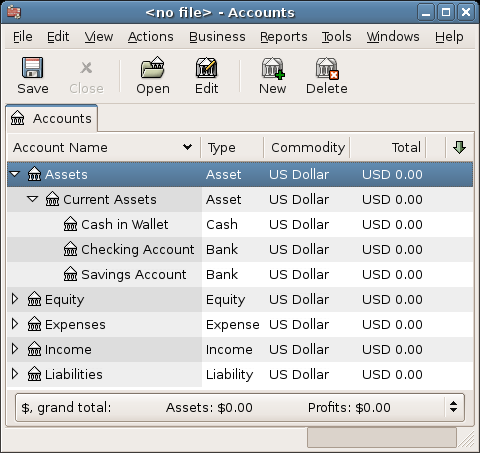 <no file> - Accounts
File Edit View Actions Business Reports Tools Windows Help
Save Close Open Edit New Delete
Accounts
Account Name Type Commodity Total
Assets Asset US Dollar USD 0.00
Current Assets Asset US Dollar USD 0.00
Cash in Wallet Cash US Dollar USD 0.00
Checking Account Bank US Dollar USD 0.00
Savings Account Bank US Dollar USD 0.00
Equity Equity US Dollar USD 0.00
Expenses Expense US Dollar USD 0.00
Income Income US Dollar USD 0.00
Liabilities Liability US Dollar USD 0.00
$, grand total: Assets: $0.00 Profits: $0.00